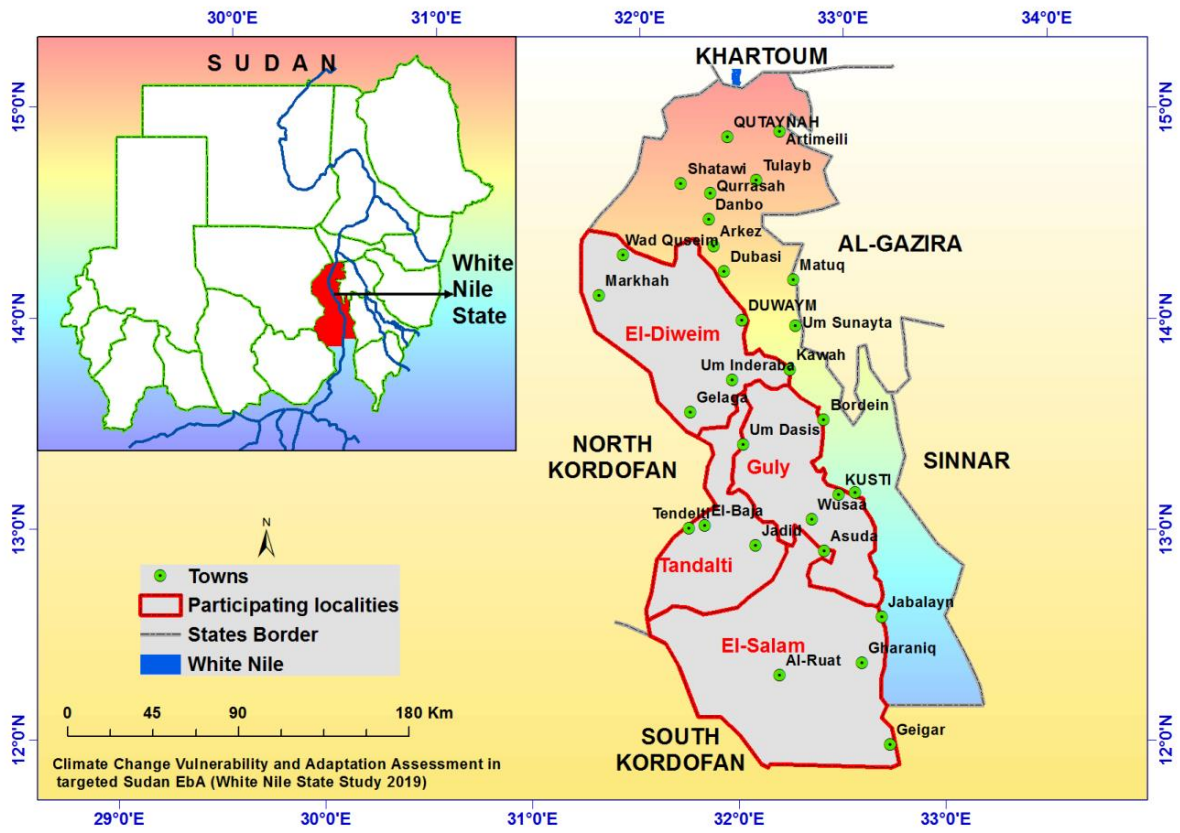 30°0'E
31°0'E
32°0'E
33°0'E
34°0'E
SUDAN
White
Nile
State
KHARTOUM
15°0'N
15°0'N
QUTAYNAH
Artimeili
Shatawi
Tulayb
Qurrasah
Danbo
Arkez
Wad Quseim
Dubasi
AL-GAZIRA
Matuq
Markhah
14°0'N
14°0'N
DUWAYM
Um Sunayta
El-Diweim
Kawah
Um Inderaba
Gelaga
Bordein
Um Dasis
NORTH
KORDOFAN
Guly
SINNAR
KUSTI
Wusaa
13°0'N
13°0'N
Tendelti
El-Baja
Jadid
Asuda
Tandalti
Jabalayn
El-Salam
Gharaniq
Al-Ruat
SOUTH
KORDOFAN
Geigar
12°0'N
12°0'N
N
Towns
Participating localities
States Border
White Nile
0 45 90 180 Km
Climate Change Vulnerability and Adaptation Assessment in
targeted Sudan EbA (White Nile State Study 2019)
29°0'E
30°0'E
31°0'E
32°0'E
33°0'E